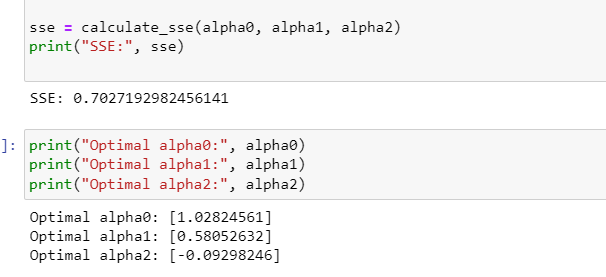 sse = calculate_sse(alpha0, alpha1, alpha2)
print("SSE:", sse)
SSE: 0.7027192982456141
]: print("Optimal alpha0:", alpha0)
print("Optimal alpha1:", alpha1)
print("Optimal alpha2:", alpha2)
Optimal alpha0: [1.02824561]
Optimal alpha1: [0.58052632]
Optimal alpha2: [-0.09298246]